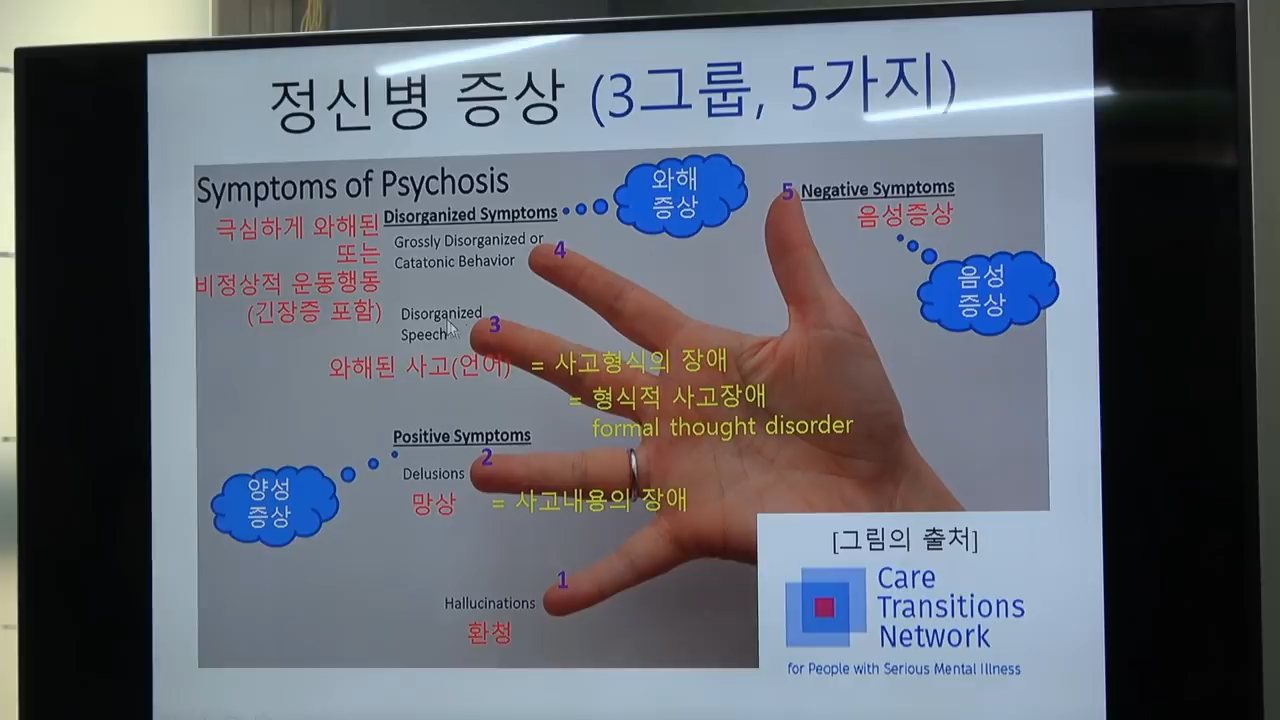 정신병 증상 (3그룹, 5가지)
Symptoms of Psychosis
와해
증상
5 Negative Symptoms
음성증상
음성
증상
Disorganized Symptoms
극심하게 와해된
또는
비정상적 운동행동
(긴장증 포함)
Grossly Disorganized or
Catatonic Behavior
4
Disorganized
Speech
3
와해된 사고(언어) = 사고형식의 장애
= 형식적 사고장애
formal thought disorder
Positive Symptoms
양성
증상
2
Delusions
망상 = 사고내용의 장애
1
Hallucinations
환청
[그림의 출처]
Care
Transitions
Network
for People with Serious Mental Illness